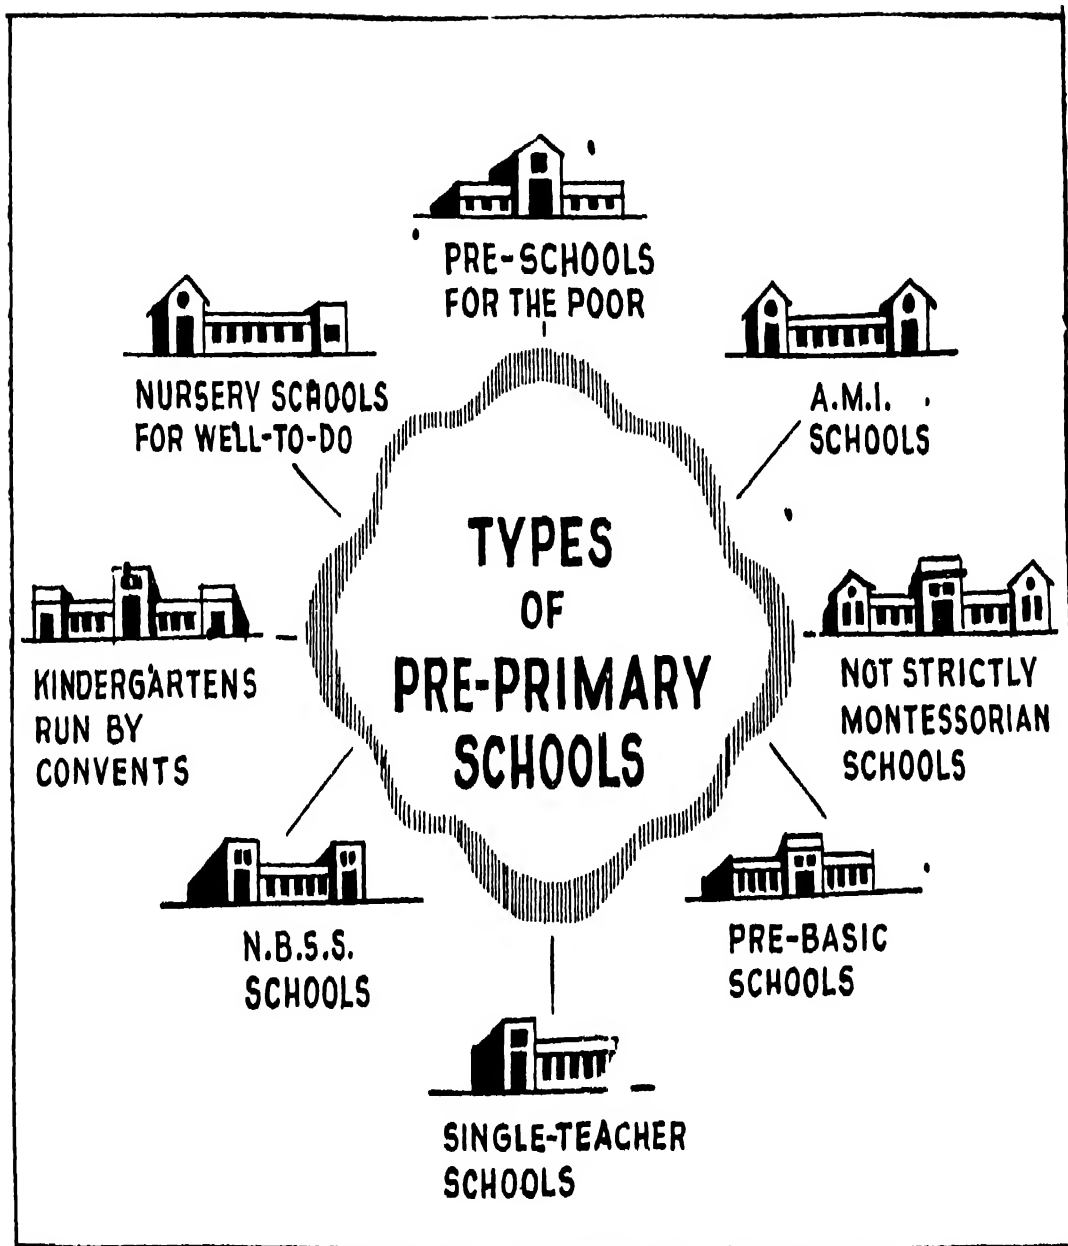 PRE-SCHOOLS
FOR THE POOR
NURSERY SCHOOLS
FOR WELL-TO-DO
A.M.I.
SCHOOLS
TYPES
OF
PRE-PRIMARY
SCHOOLS
KINDERGARTENS
RUN BY
CONVENTS
NOT STRICTLY
MONTESSORIAN
SCHOOLS
N.B.S.S.
SCHOOLS
PRE-BASIC
SCHOOLS
SINGLE-TEACHER
SCHOOLS